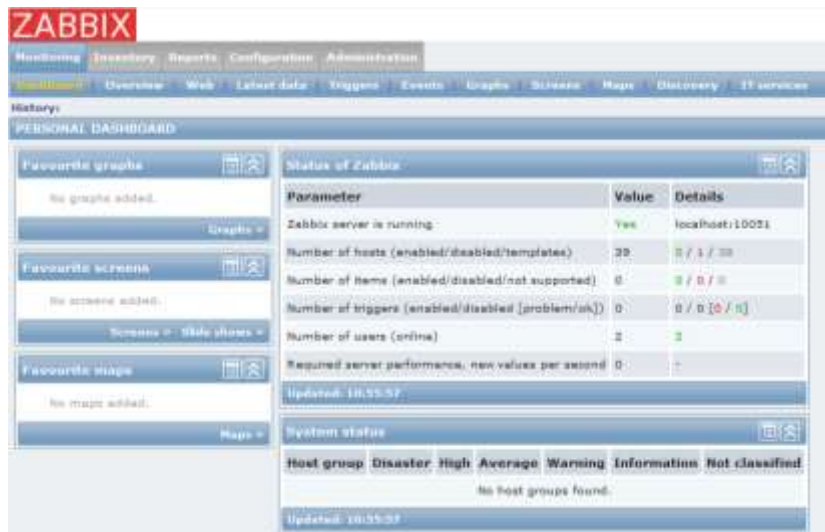 ZABBIX
Monitoring Inventory Reports Configuration Administration
Dashboard Overview Web Latest data Triggers Events Graphs Screens Maps Discovery IT services
History:
PERSONAL DASHBOARD
Favourite graphs
No graphs added.
Graphs »
Favourite screens
No screens added.
Screens » Slide shows »
Favourite maps
No maps added.
Maps »
Status of Zabbix
Parameter Value Details
Zabbix server is running Yes localhost:10051
Number of hosts (enabled/disabled/templates) 39 0 / 1 / 38
Number of items (enabled/disabled/not supported) 0 0 / 0 / 0
Number of triggers (enabled/disabled [problem/ok]) 0 0 / 0 [0 / 0]
Number of users (online) 2 2
Required server performance, new values per second 0 -
Updated:
System status
Host group Disaster High Average Warning Information Not classified
No host groups found.
Updated: